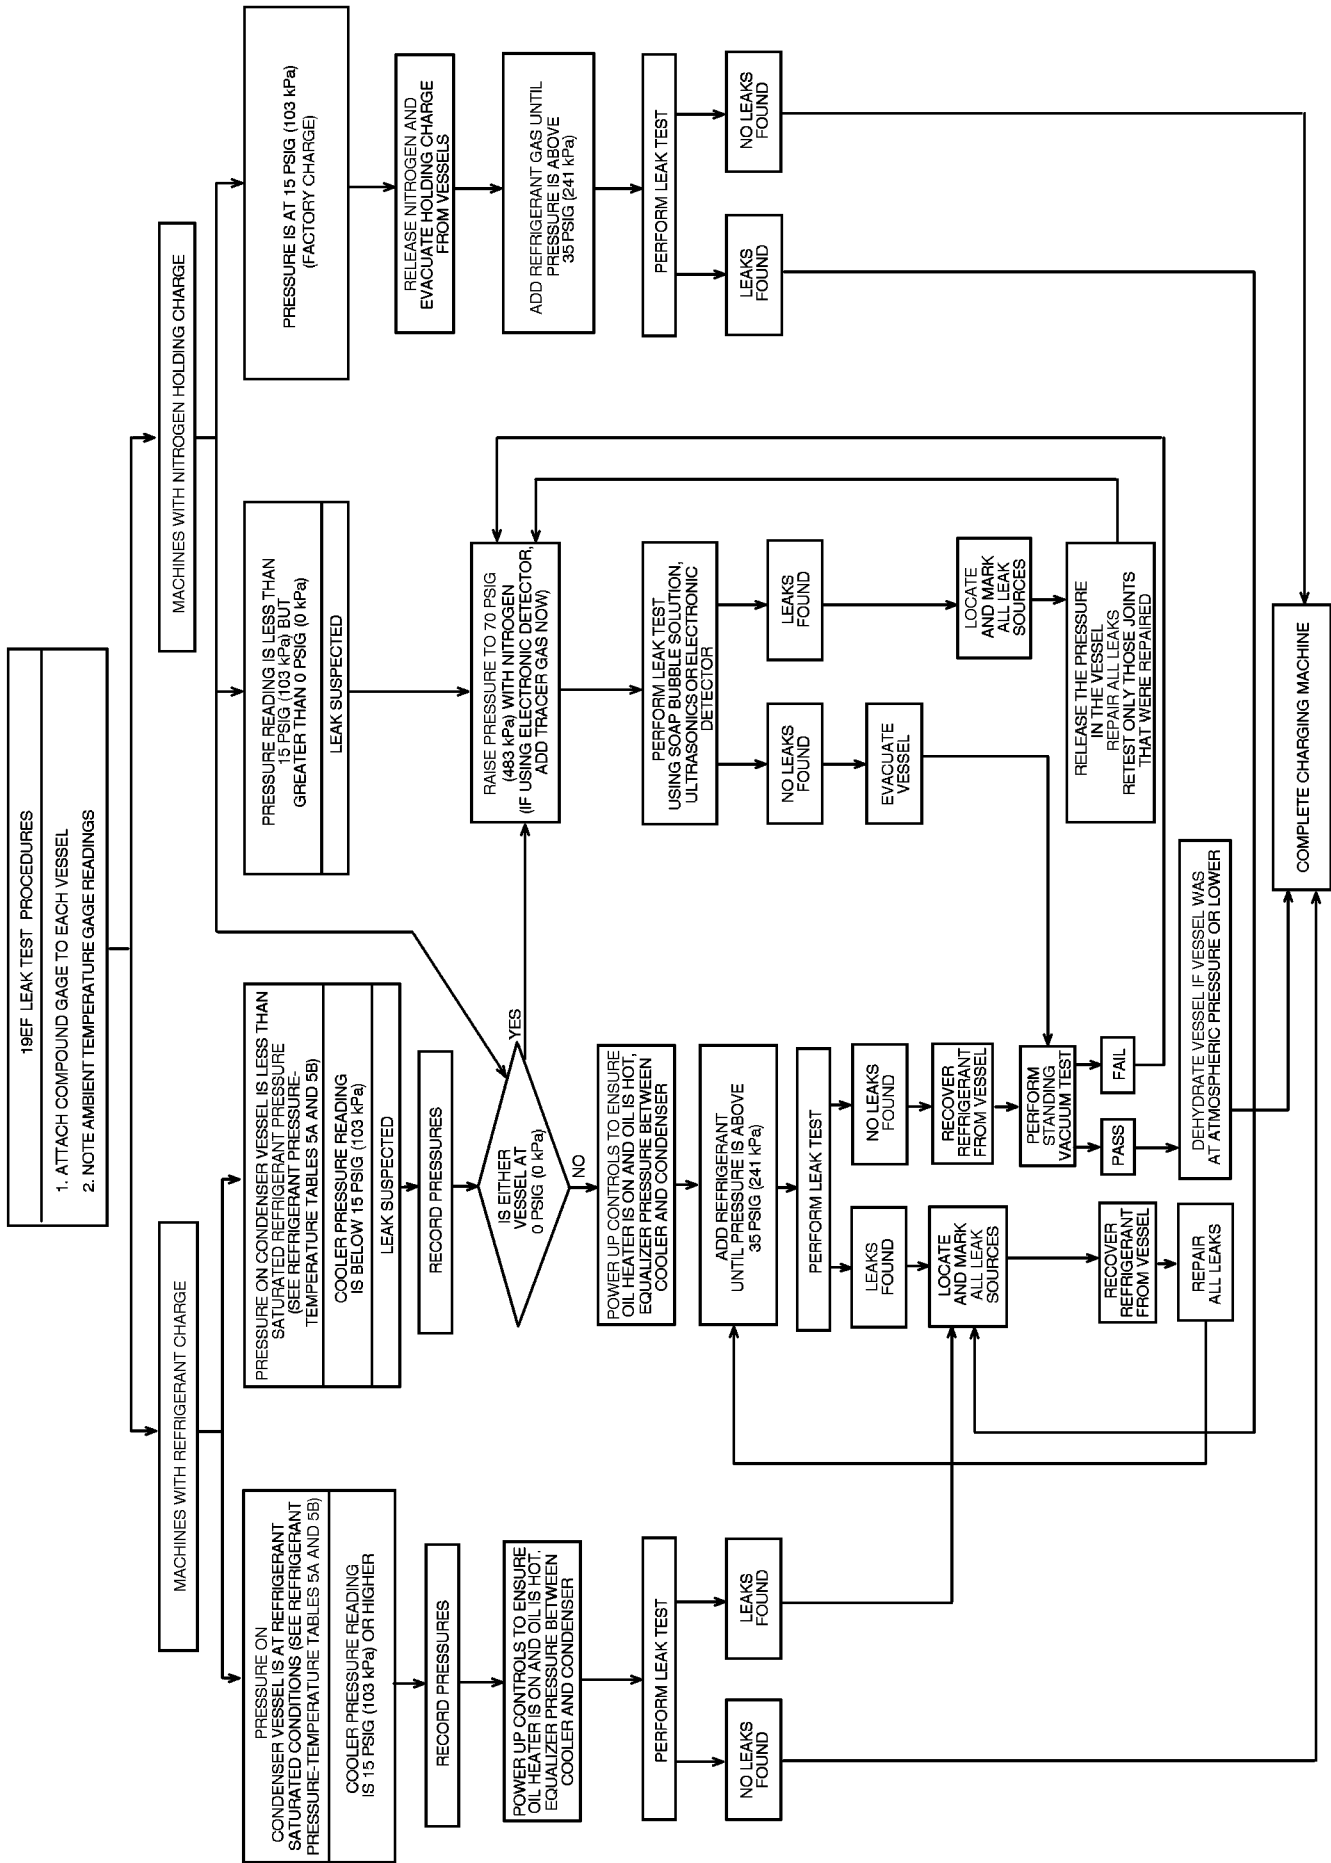 19EF LEAK TEST PROCEDURES
1. ATTACH COMPOUND GAGE TO EACH VESSEL
2. NOTE AMBIENT TEMPERATURE GAGE READINGS
MACHINES WITH REFRIGERANT CHARGE
MACHINES WITH NITROGEN HOLDING CHARGE
PRESSURE ON
CONDENSER VESSEL IS AT REFRIGERANT
SATURATED CONDITIONS (SEE REFRIGERANT
PRESSURE-TEMPERATURE TABLES 5A AND 5B)
COOLER PRESSURE READING
IS 15 PSIG (103 kPa) OR HIGHER
RECORD PRESSURES
POWER UP CONTROLS TO ENSURE
OIL HEATER IS ON AND OIL IS HOT,
EQUALIZER PRESSURE BETWEEN
COOLER AND CONDENSER
PERFORM LEAK TEST
NO LEAKS
FOUND
LEAKS
FOUND
PRESSURE ON CONDENSER VESSEL IS LESS THAN
SATURATED REFRIGERANT PRESSURE
(SEE REFRIGERANT PRESSURE-
TEMPERATURE TABLES 5A AND 5B)
COOLER PRESSURE READING
IS BELOW 15 PSIG (103 kPa)
LEAK SUSPECTED
RECORD PRESSURES
IS EITHER
VESSEL AT
0 PSIG (0 kPa)
YES
NO
POWER UP CONTROLS TO ENSURE
OIL HEATER IS ON AND OIL IS HOT,
EQUALIZER PRESSURE BETWEEN
COOLER AND CONDENSER
ADD REFRIGERANT
UNTIL PRESSURE IS ABOVE
35 PSIG (241 kPa)
PERFORM LEAK TEST
LEAKS
FOUND
NO LEAKS
FOUND
LOCATE
AND MARK
ALL LEAK
SOURCES
RECOVER
REFRIGERANT
FROM VESSEL
RECOVER
REFRIGERANT
FROM VESSEL
REPAIR
ALL LEAKS
PERFORM
STANDING
VACUUM TEST
PASS
FAIL
DEHYDRATE VESSEL IF VESSEL WAS
AT ATMOSPHERIC PRESSURE OR LOWER
PRESSURE READING IS LESS THAN
15 PSIG (103 kPa) BUT
GREATER THAN 0 PSIG (0 kPa)
LEAK SUSPECTED
RAISE PRESSURE TO 70 PSIG
(483 kPa) WITH NITROGEN
(IF USING ELECTRONIC DETECTOR,
ADD TRACER GAS NOW)
PERFORM LEAK TEST
USING SOAP BUBBLE SOLUTION,
ULTRASONICS OR ELECTRONIC
DETECTOR
NO LEAKS
FOUND
LEAKS
FOUND
EVACUATE
VESSEL
LOCATE
AND MARK
ALL LEAK
SOURCES
RELEASE THE PRESSURE
IN THE VESSEL
REPAIR ALL LEAKS
RETEST ONLY THOSE JOINTS
THAT WERE REPAIRED
PRESSURE IS AT 15 PSIG (103 kPa)
(FACTORY CHARGE)
RELEASE NITROGEN AND
EVACUATE HOLDING CHARGE
FROM VESSELS
ADD REFRIGERANT GAS UNTIL
PRESSURE IS ABOVE
35 PSIG (241 kPa)
PERFORM LEAK TEST
LEAKS
FOUND
NO LEAKS
FOUND
COMPLETE CHARGING MACHINE